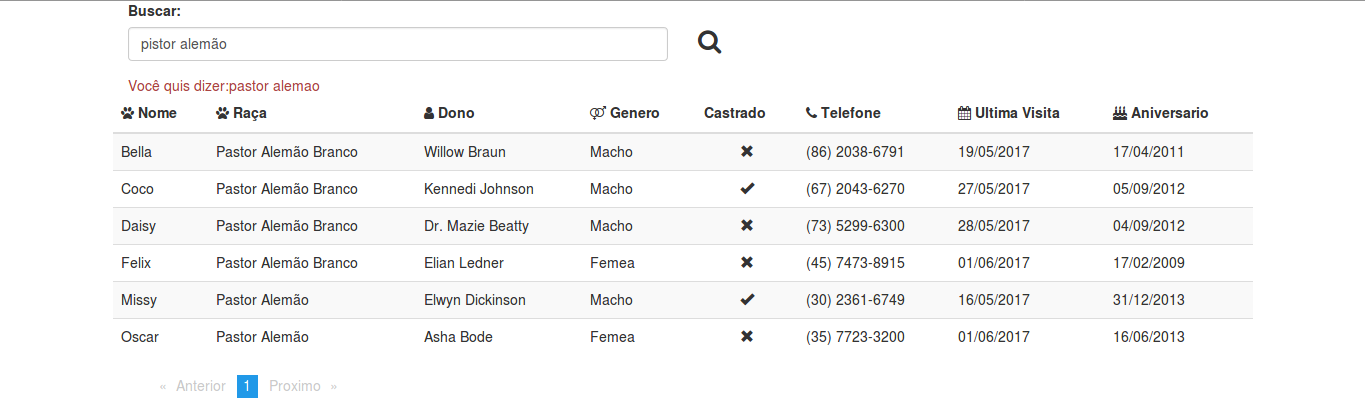 Buscar:
pistor alemão
Você quis dizer:pastor alemao
Nome Raça Dono Genero Castrado Telefone Ultima Visita Aniversario
Bella Pastor Alemão Branco Willow Braun Macho ✖ (86) 2038-6791 19/05/2017 17/04/2011
Coco Pastor Alemão Branco Kennedi Johnson Macho ✔ (67) 2043-6270 27/05/2017 05/09/2012
Daisy Pastor Alemão Branco Dr. Mazie Beatty Macho ✖ (73) 5299-6300 28/05/2017 04/09/2012
Felix Pastor Alemão Branco Elian Ledner Femea ✖ (45) 7473-8915 01/06/2017 17/02/2009
Missy Pastor Alemão Elwyn Dickinson Macho ✔ (30) 2361-6749 16/05/2017 31/12/2013
Oscar Pastor Alemão Asha Bode Femea ✖ (35) 7723-3200 01/06/2017 16/06/2013
« Anterior 1 Proximo »